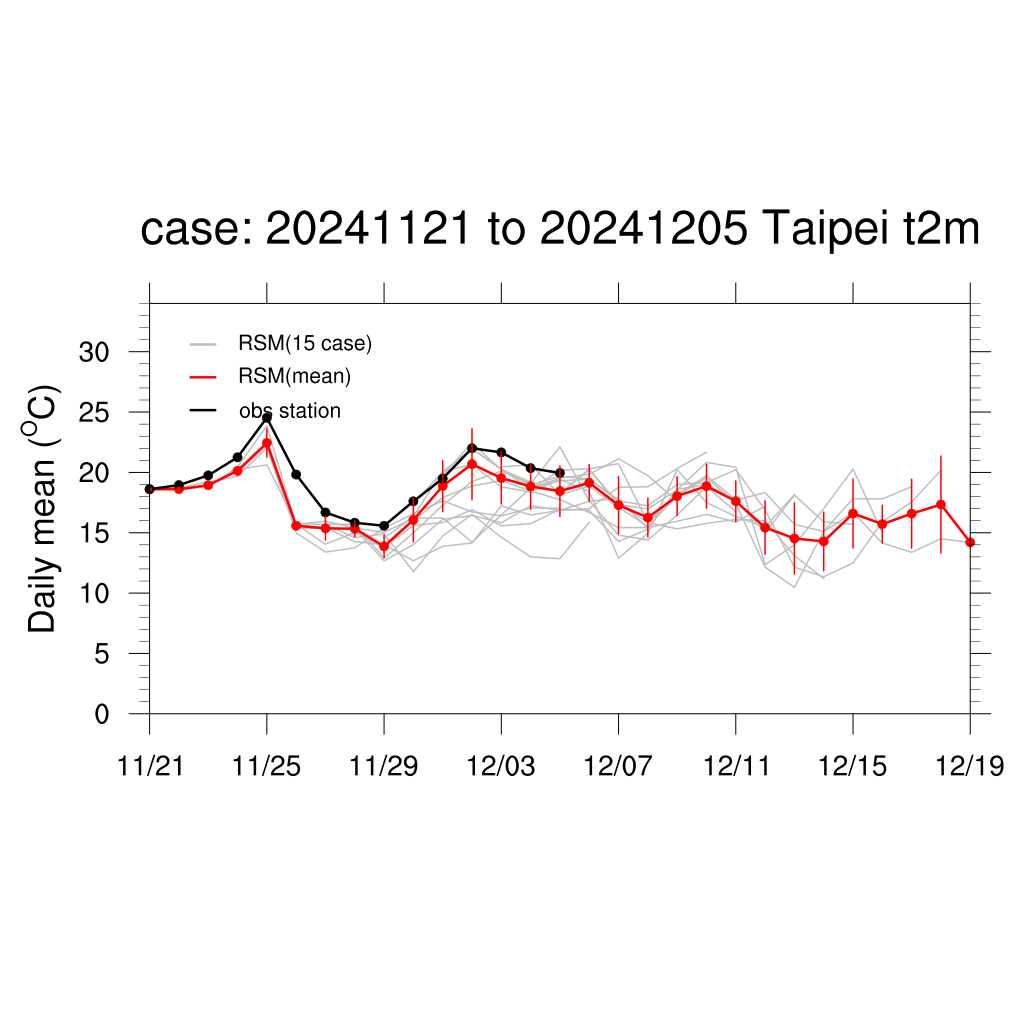 case: 20241121 to 20241205 Taipei t2m
RSM(15 case)
RSM(mean)
obs station
Daily mean (°C)
30
25
20
15
10
5
0
11/21 11/25 11/29 12/03 12/07 12/11 12/15 12/19